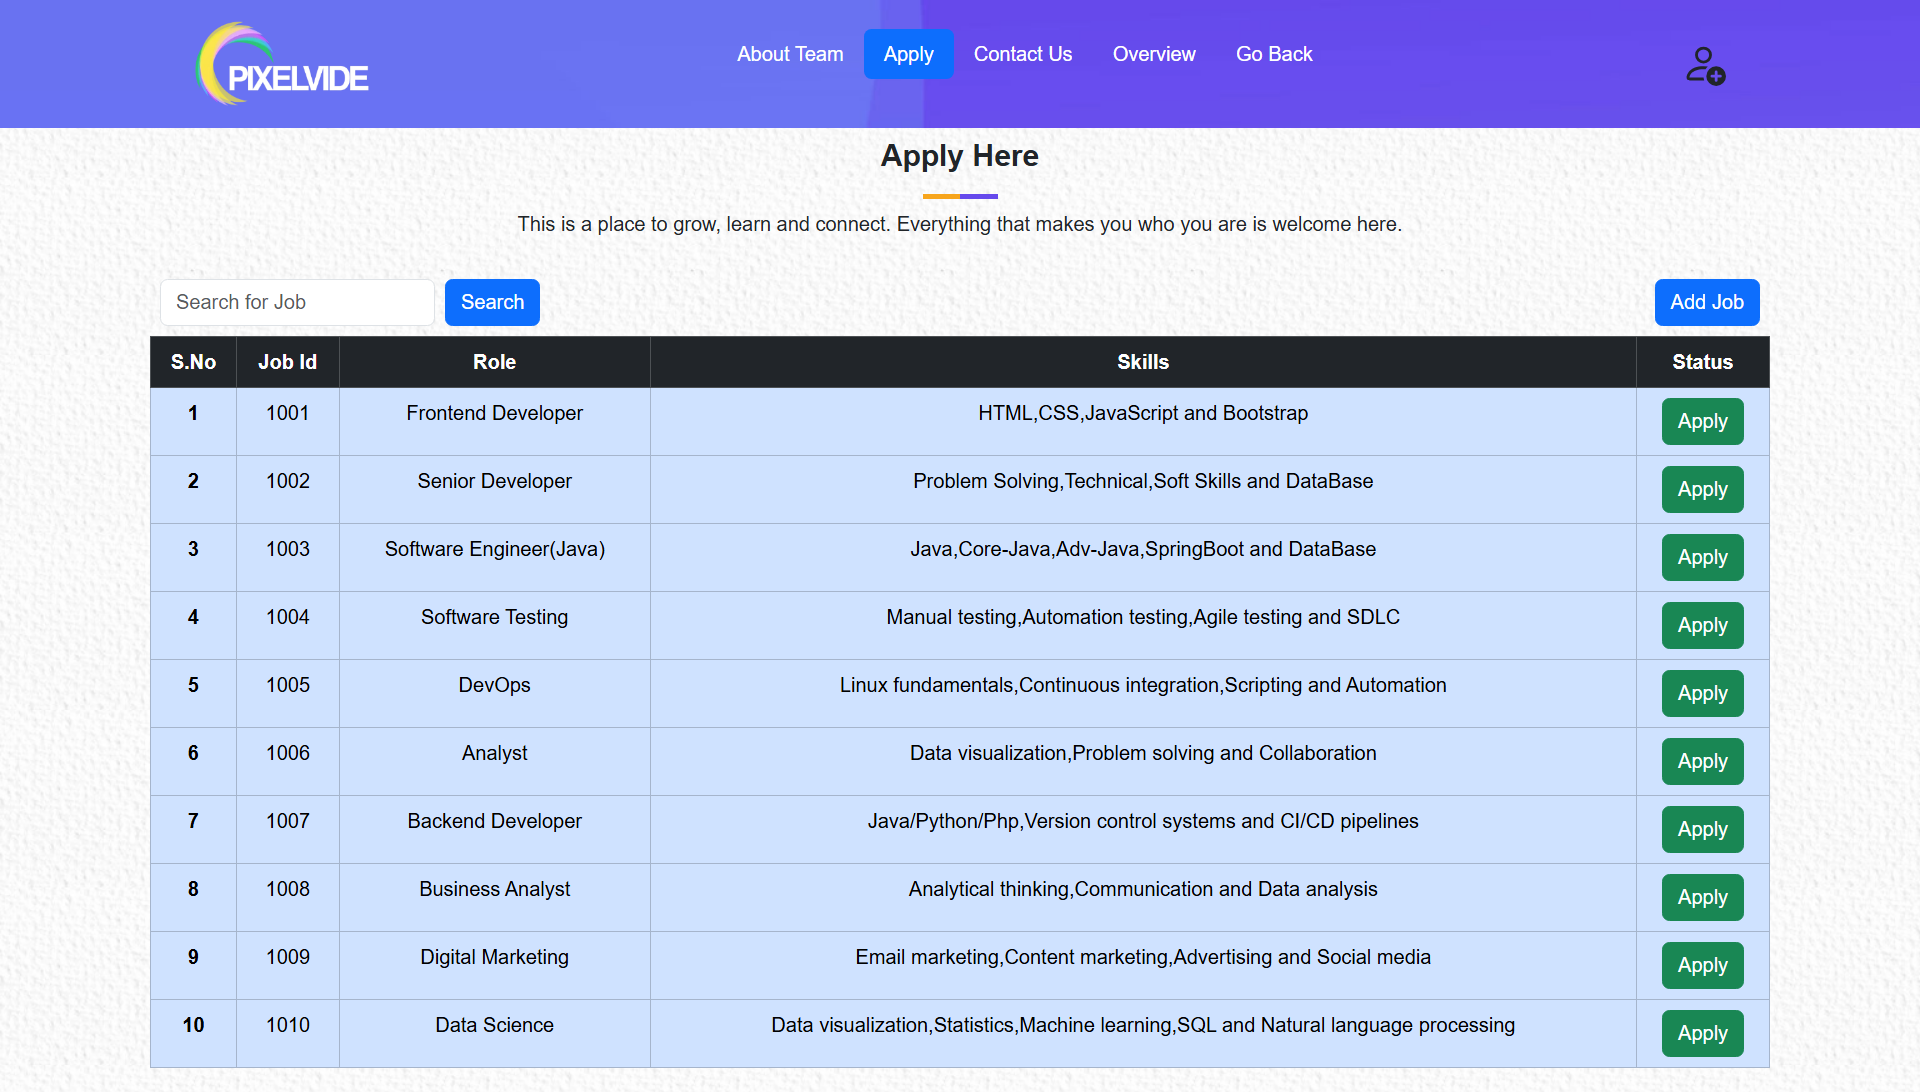 PIXELVIDE
About Team Apply Contact Us Overview Go Back
Apply Here
This is a place to grow, learn and connect. Everything that makes you who you are is welcome here.
Search for Job Search Add Job
S.No Job Id Role Skills Status
1 1001 Frontend Developer HTML,CSS,JavaScript and Bootstrap Apply
2 1002 Senior Developer Problem Solving,Technical,Soft Skills and DataBase Apply
3 1003 Software Engineer(Java) Java,Core-Java,Adv-Java,SpringBoot and DataBase Apply
4 1004 Software Testing Manual testing,Automation testing,Agile testing and SDLC Apply
5 1005 DevOps Linux fundamentals,Continuous integration,Scripting and Automation Apply
6 1006 Analyst Data visualization,Problem solving and Collaboration Apply
7 1007 Backend Developer Java/Python/Php,Version control systems and CI/CD pipelines Apply
8 1008 Business Analyst Analytical thinking,Communication and Data analysis Apply
9 1009 Digital Marketing Email marketing,Content marketing,Advertising and Social media Apply
10 1010 Data Science Data visualization,Statistics,Machine learning,SQL and Natural language processing Apply